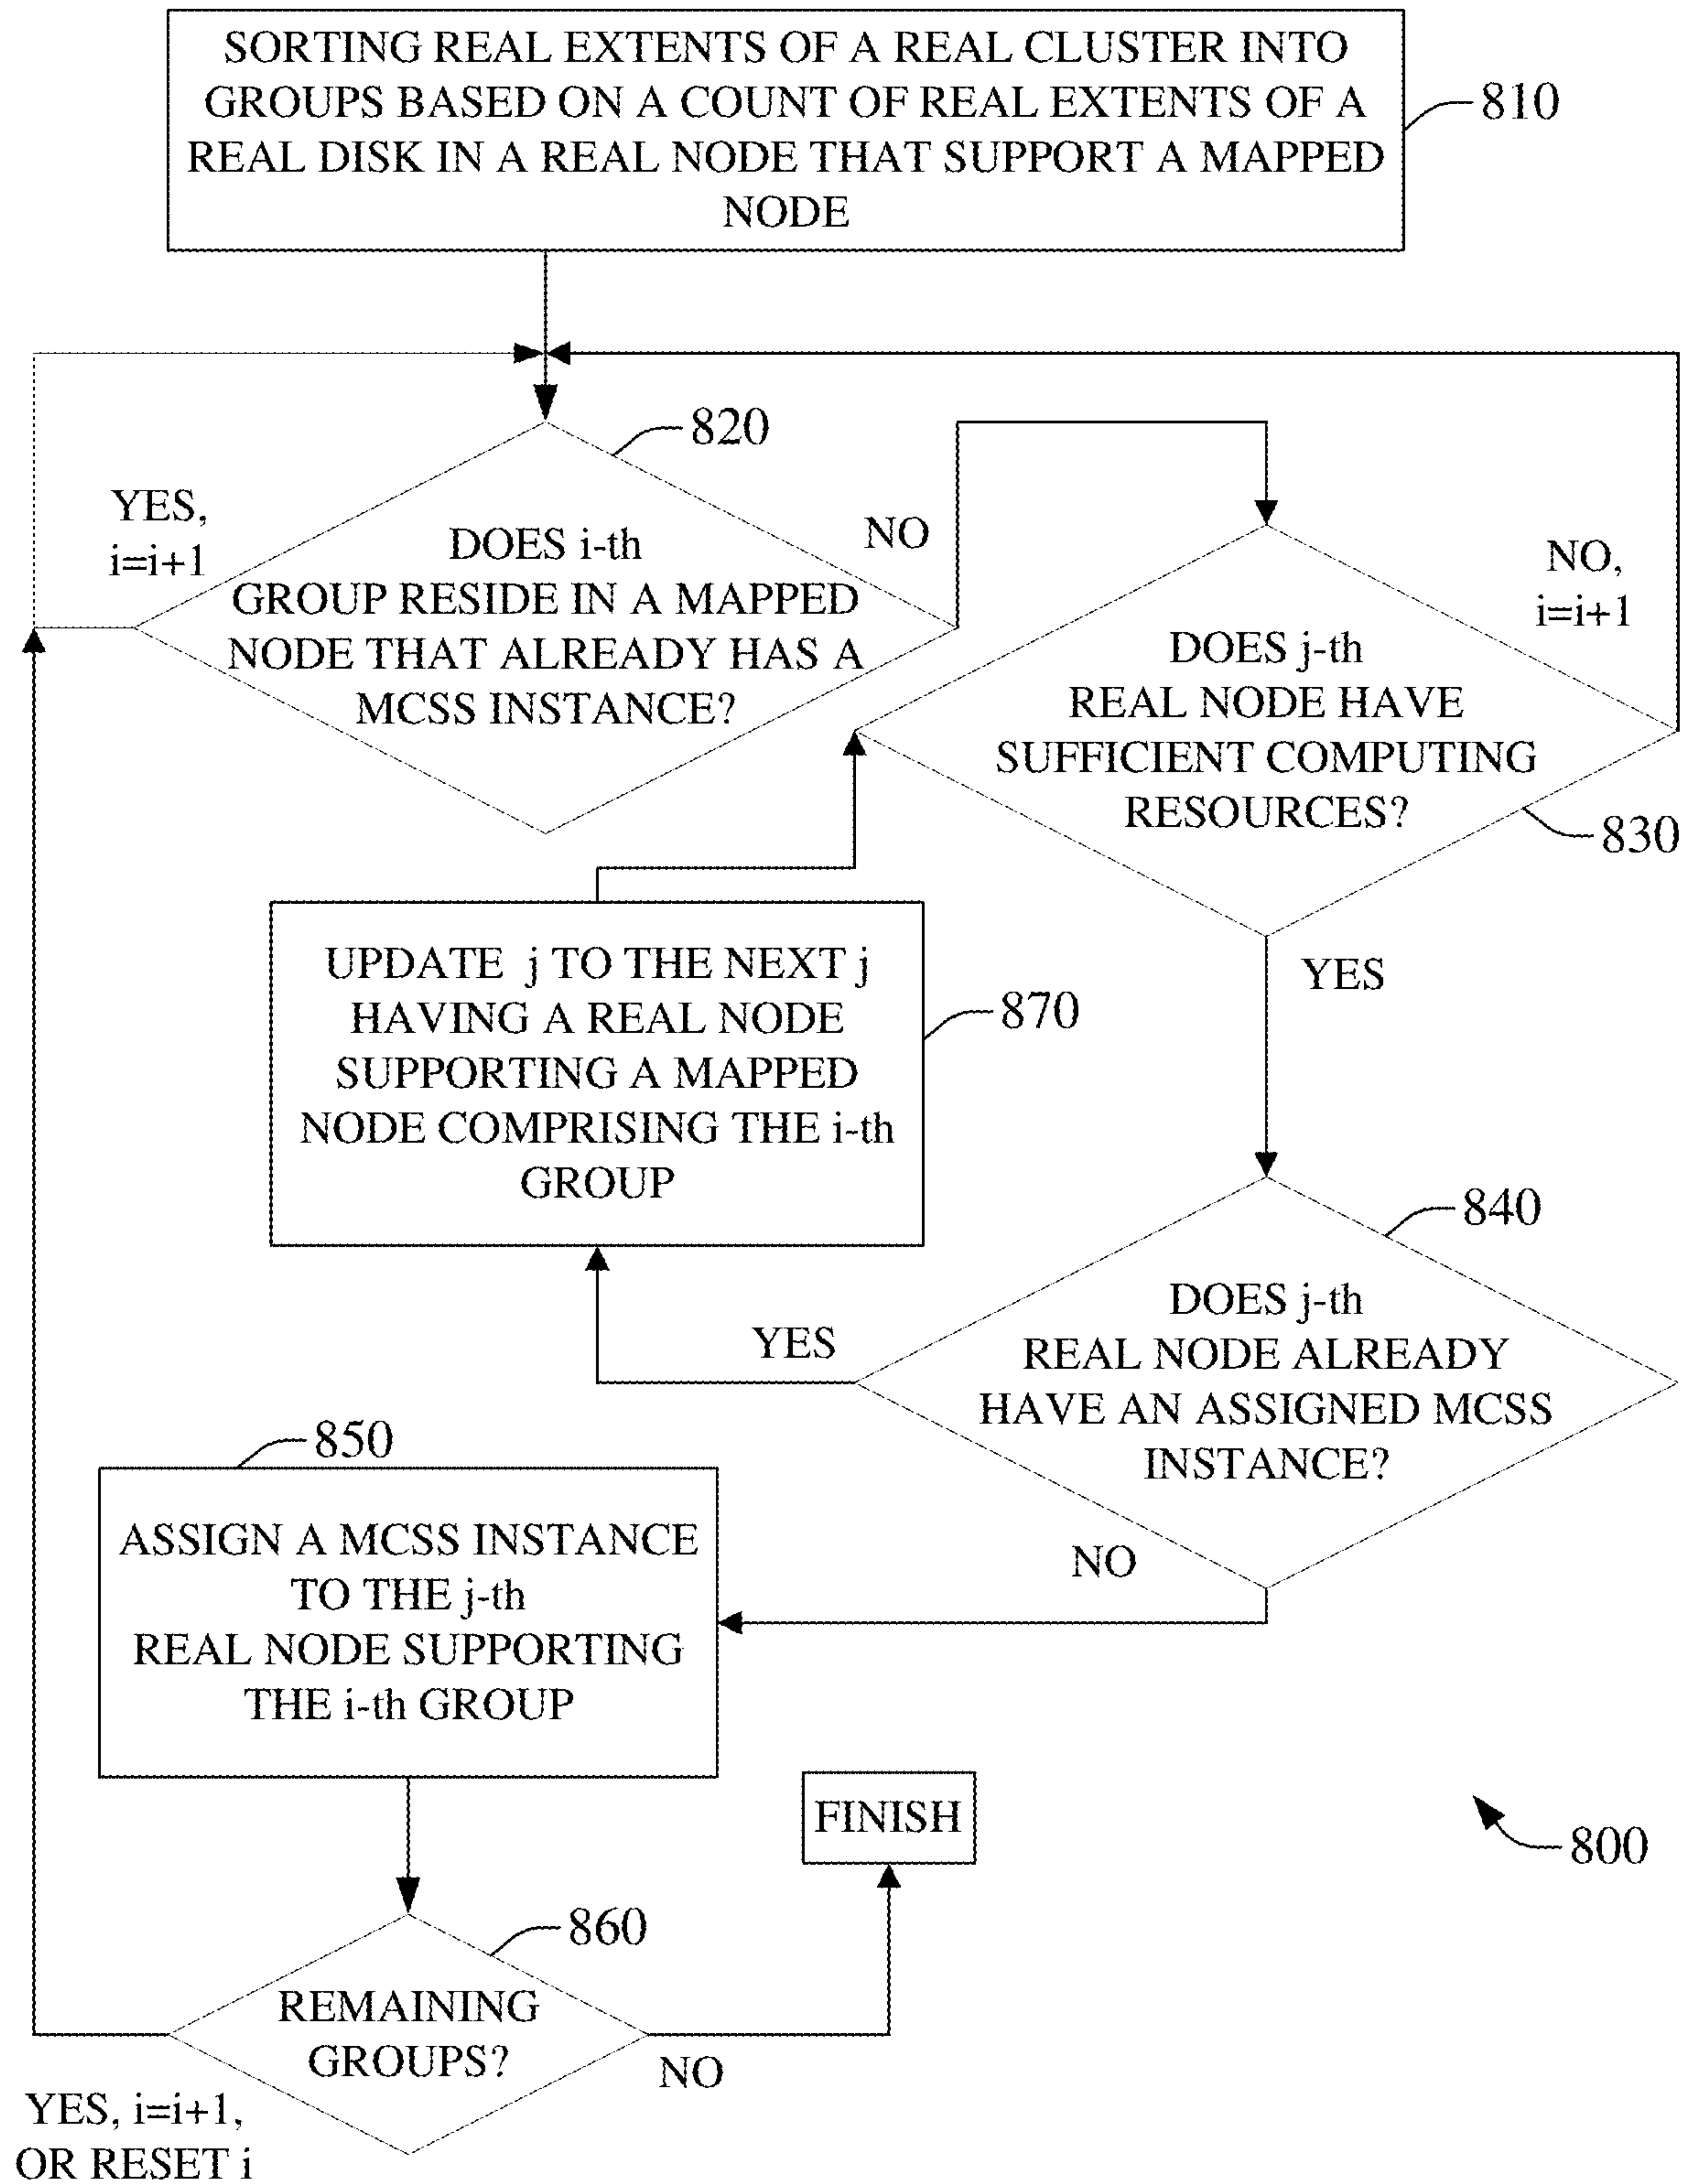 SORTING REAL EXTENTS OF A REAL CLUSTER INTO
GROUPS BASED ON A COUNT OF REAL EXTENTS OF A
REAL DISK IN A REAL NODE THAT SUPPORT A MAPPED
NODE
810
820
YES,
i=i+1
DOES i-th
GROUP RESIDE IN A MAPPED
NODE THAT ALREADY HAS A
MCSS INSTANCE?
NO
NO,
i=i+1
DOES j-th
REAL NODE HAVE
SUFFICIENT COMPUTING
RESOURCES?
830
YES
UPDATE j TO THE NEXT j
HAVING A REAL NODE
SUPPORTING A MAPPED
NODE COMPRISING THE i-th
GROUP
870
840
DOES j-th
REAL NODE ALREADY
HAVE AN ASSIGNED MCSS
INSTANCE?
YES
NO
850
ASSIGN A MCSS INSTANCE
TO THE j-th
REAL NODE SUPPORTING
THE i-th GROUP
FINISH
800
860
REMAINING
GROUPS?
NO
YES, i=i+1,
OR RESET i